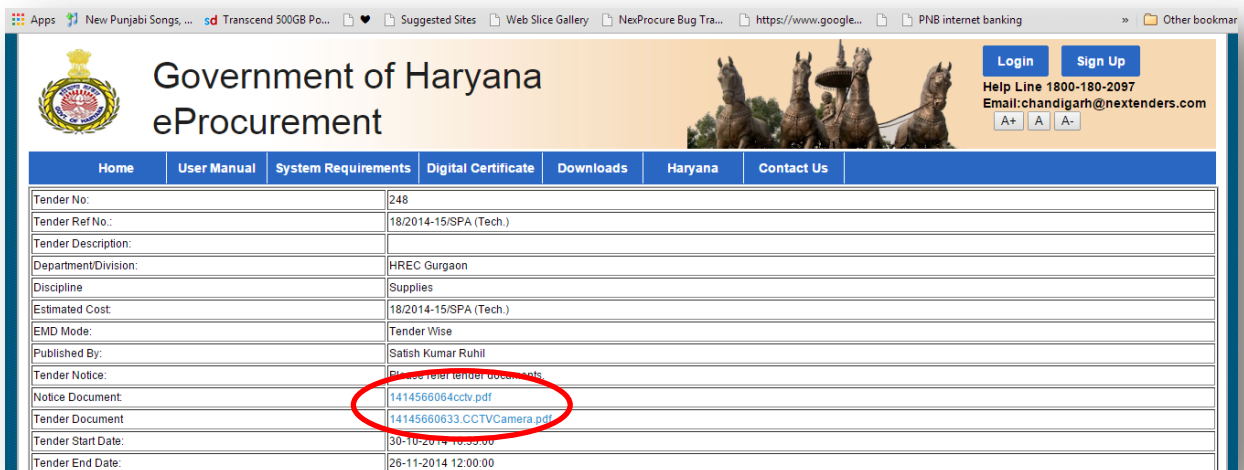 Apps New Punjabi Songs, ... sd Transcend 500GB Po... Suggested Sites Web Slice Gallery NexProcure Bug Tra... https://www.google... PNB internet banking » Other bookmar
Government of Haryana
eProcurement
Login Sign Up
Help Line 1800-180-2097
Email:chandigarh@nextenders.com
A+ A A-
Home User Manual System Requirements Digital Certificate Downloads Haryana Contact Us
Tender No: 248
Tender Ref No.: 18/2014-15/SPA (Tech.)
Tender Description:
Department/Division: HREC Gurgaon
Discipline Supplies
Estimated Cost: 18/2014-15/SPA (Tech.)
EMD Mode: Tender Wise
Published By: Satish Kumar Ruhil
Tender Notice: Please refer tender documents.
Notice Document: 1414566064cctv.pdf
Tender Document 14145660633.CCTVCamera.pdf
Tender Start Date: 30-10-2014
Tender End Date: 26-11-2014 12:00:00